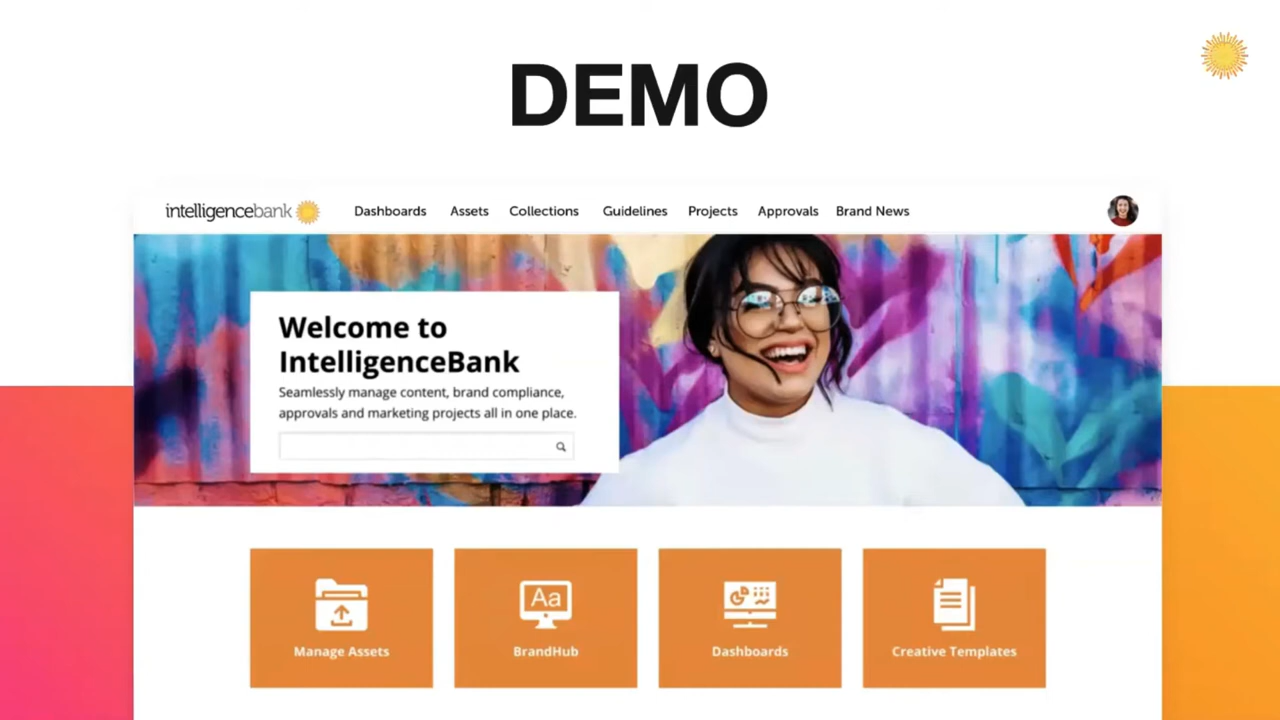 DEMO
intelligencebank
Dashboards Assets Collections Guidelines Projects Approvals Brand News
Welcome to
IntelligenceBank
Seamlessly manage content, brand compliance,
approvals and marketing projects all in one place.
Aa
Manage Assets BrandHub Dashboards Creative Templates